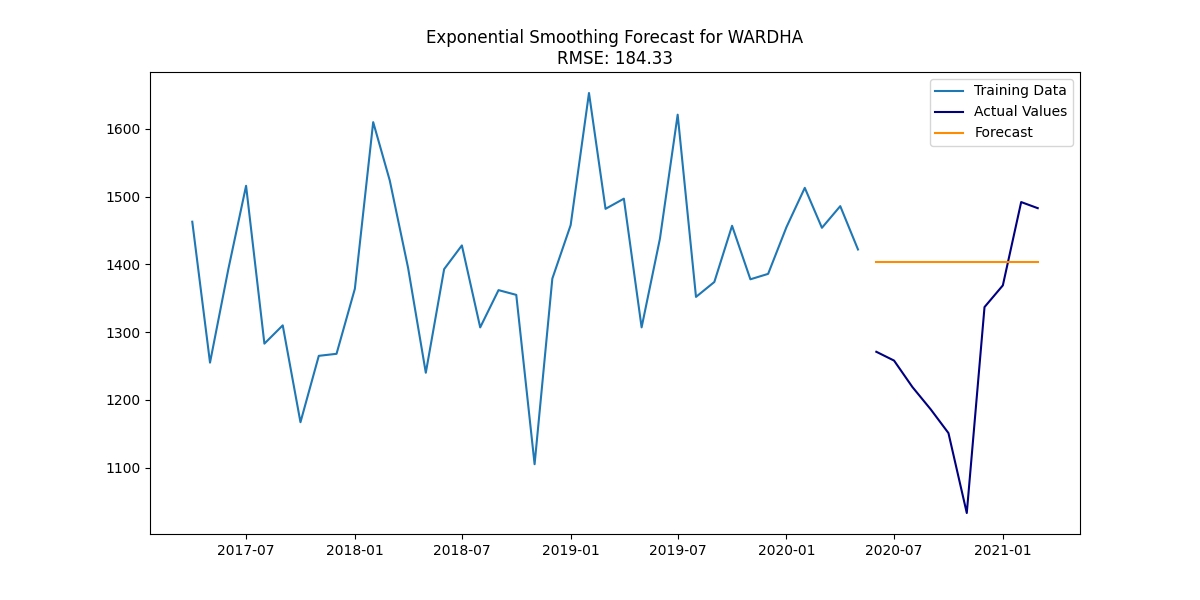 Exponential Smoothing Forecast for WARDHA
RMSE: 184.33
Training Data
Actual Values
Forecast
1600
1500
1400
1300
1200
1100
2017-07
2018-01
2018-07
2019-01
2019-07
2020-01
2020-07
2021-01